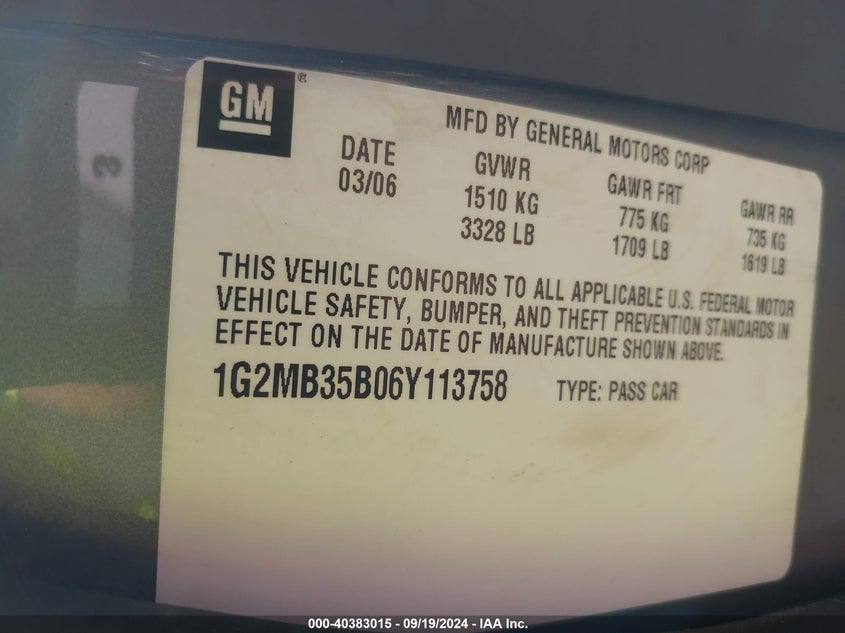 GM
MFD BY GENERAL MOTORS CORP
DATE GVWR GAWR FRT GAWR RR
03/06 1510 KG 775 KG 735 KG
3328 LB 1709 LB 1619 LB
THIS VEHICLE CONFORMS TO ALL APPLICABLE U.S. FEDERAL MOTOR
VEHICLE SAFETY, BUMPER, AND THEFT PREVENTION STANDARDS IN
EFFECT ON THE DATE OF MANUFACTURE SHOWN ABOVE.
1G2MB35B06Y113758 TYPE: PASS CAR
3
000-40383015 - 09/19/2024 - IAA Inc.